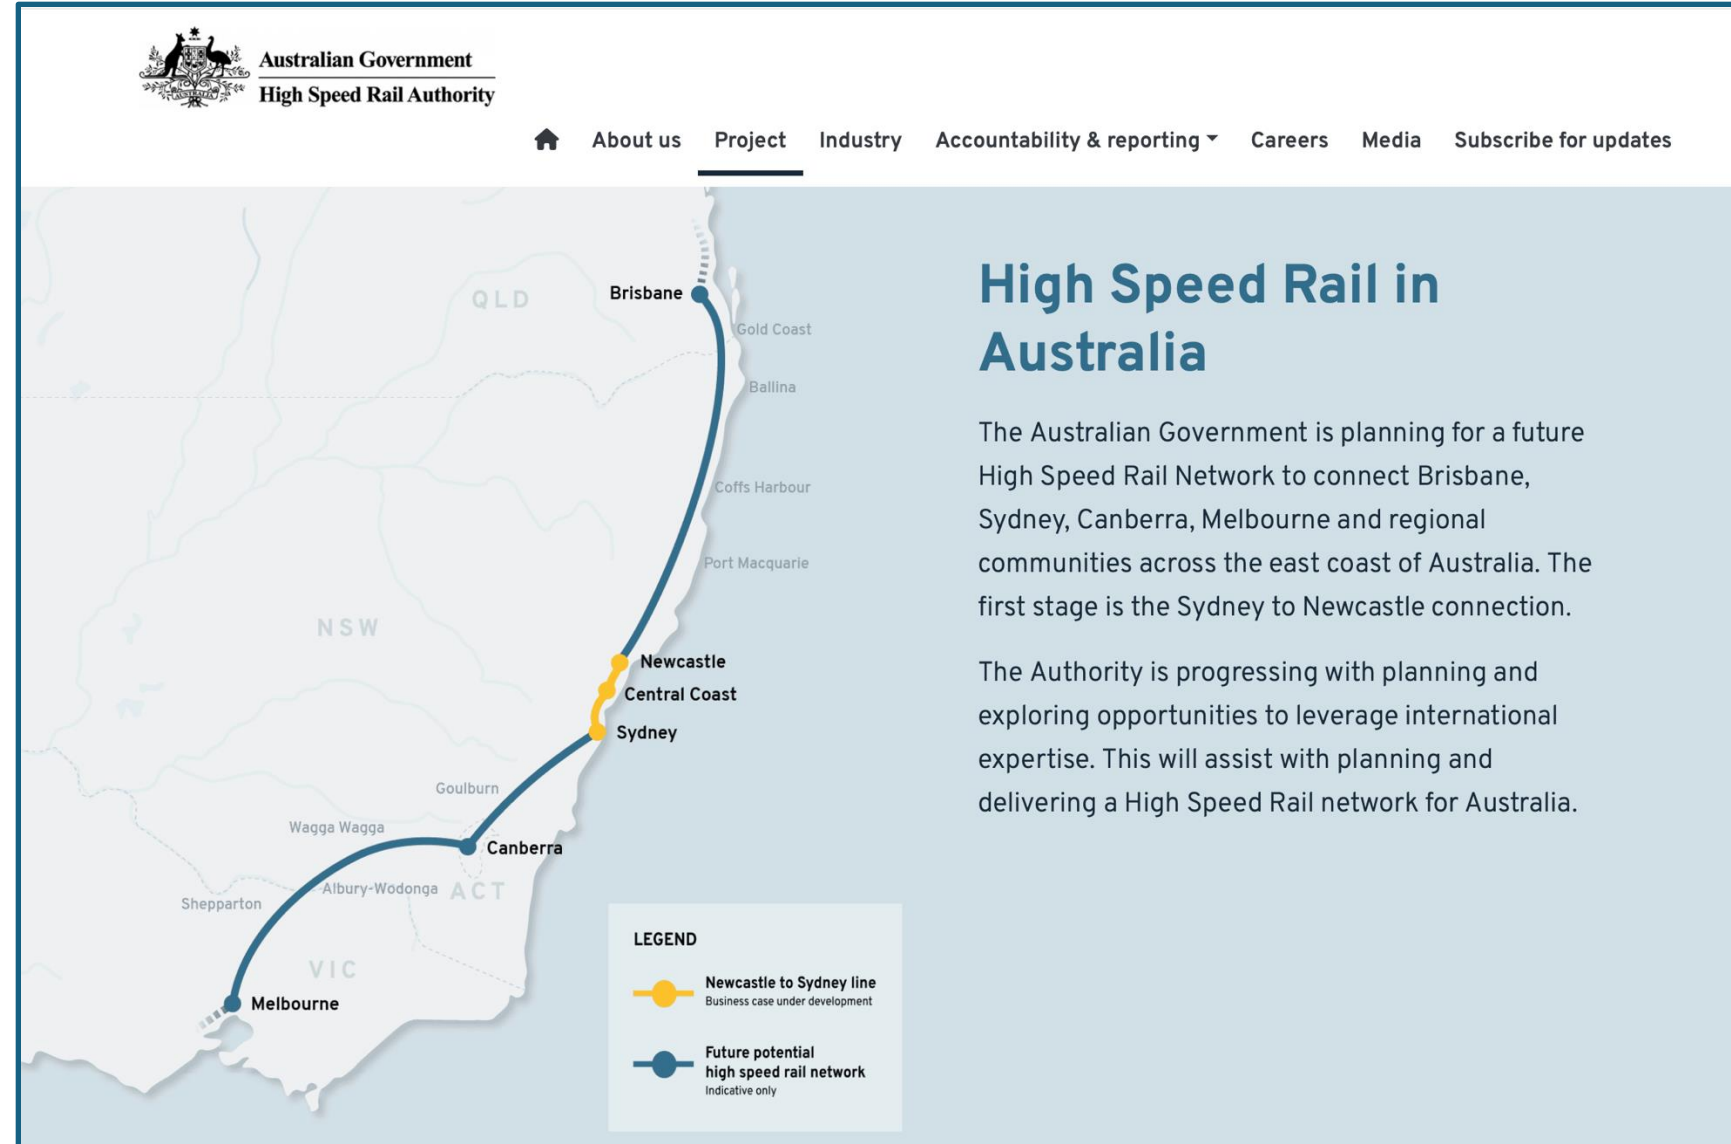 Australian Government
High Speed Rail Authority
About us Project Industry Accountability & reporting Careers Media Subscribe for updates
QLD
Brisbane
Gold Coast
Ballina
Coffs Harbour
Port Macquarie
NSW
Newcastle
Central Coast
Sydney
Goulburn
Wagga Wagga
Canberra
Albury-Wodonga
ACT
Shepparton
VIC
Melbourne
LEGEND
Newcastle to Sydney line
Business case under development
Future potential
high speed rail network
Indicative only
High Speed Rail in
Australia
The Australian Government is planning for a future
High Speed Rail Network to connect Brisbane,
Sydney, Canberra, Melbourne and regional
communities across the east coast of Australia. The
first stage is the Sydney to Newcastle connection.
The Authority is progressing with planning and
exploring opportunities to leverage international
expertise. This will assist with planning and
delivering a High Speed Rail network for Australia.